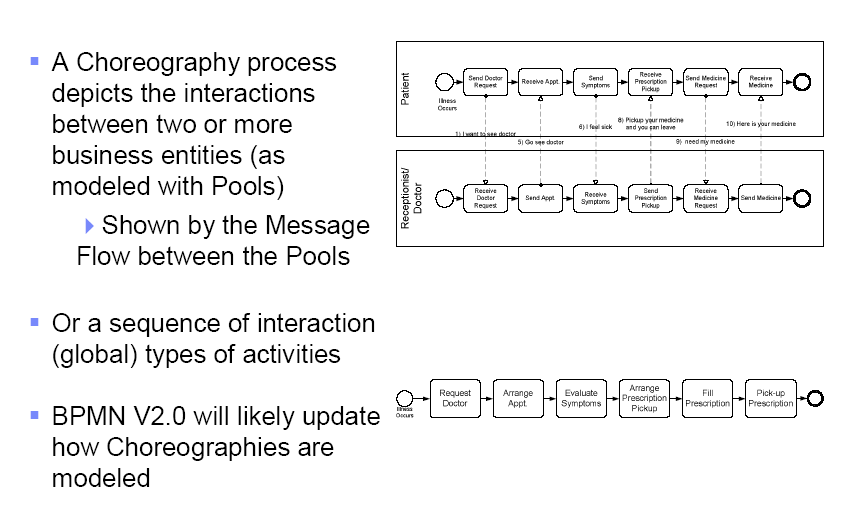 A Choreography process
depicts the interactions
between two or more
business entities (as
modeled with Pools)
Shown by the Message
Flow between the Pools
Or a sequence of interaction
(global) types of activities
BPMN V2.0 will likely update
how Choreographies are
modeled
Patient
Illness
Occurs
Send Doctor
Request
Receive Appt.
Send
Symptoms
Receive
Prescription
Pickup
Send Medicine
Request
Receive
Medicine
1) I want to see doctor
5) Go see doctor
6) I feel sick
8) Pickup your medicine
and you can leave
9) need my medicine
10) Here is your medicine
Receptionist/
Doctor
Receive
Doctor
Request
Send Appt.
Receive
Symptoms
Send
Prescription
Pickup
Receive
Medicine
Request
Send Medicine
Illness
Occurs
Request
Doctor
Arrange
Appt.
Evaluate
Symptoms
Arrange
Prescription
Pickup
Fill
Prescription
Pick-up
Prescription